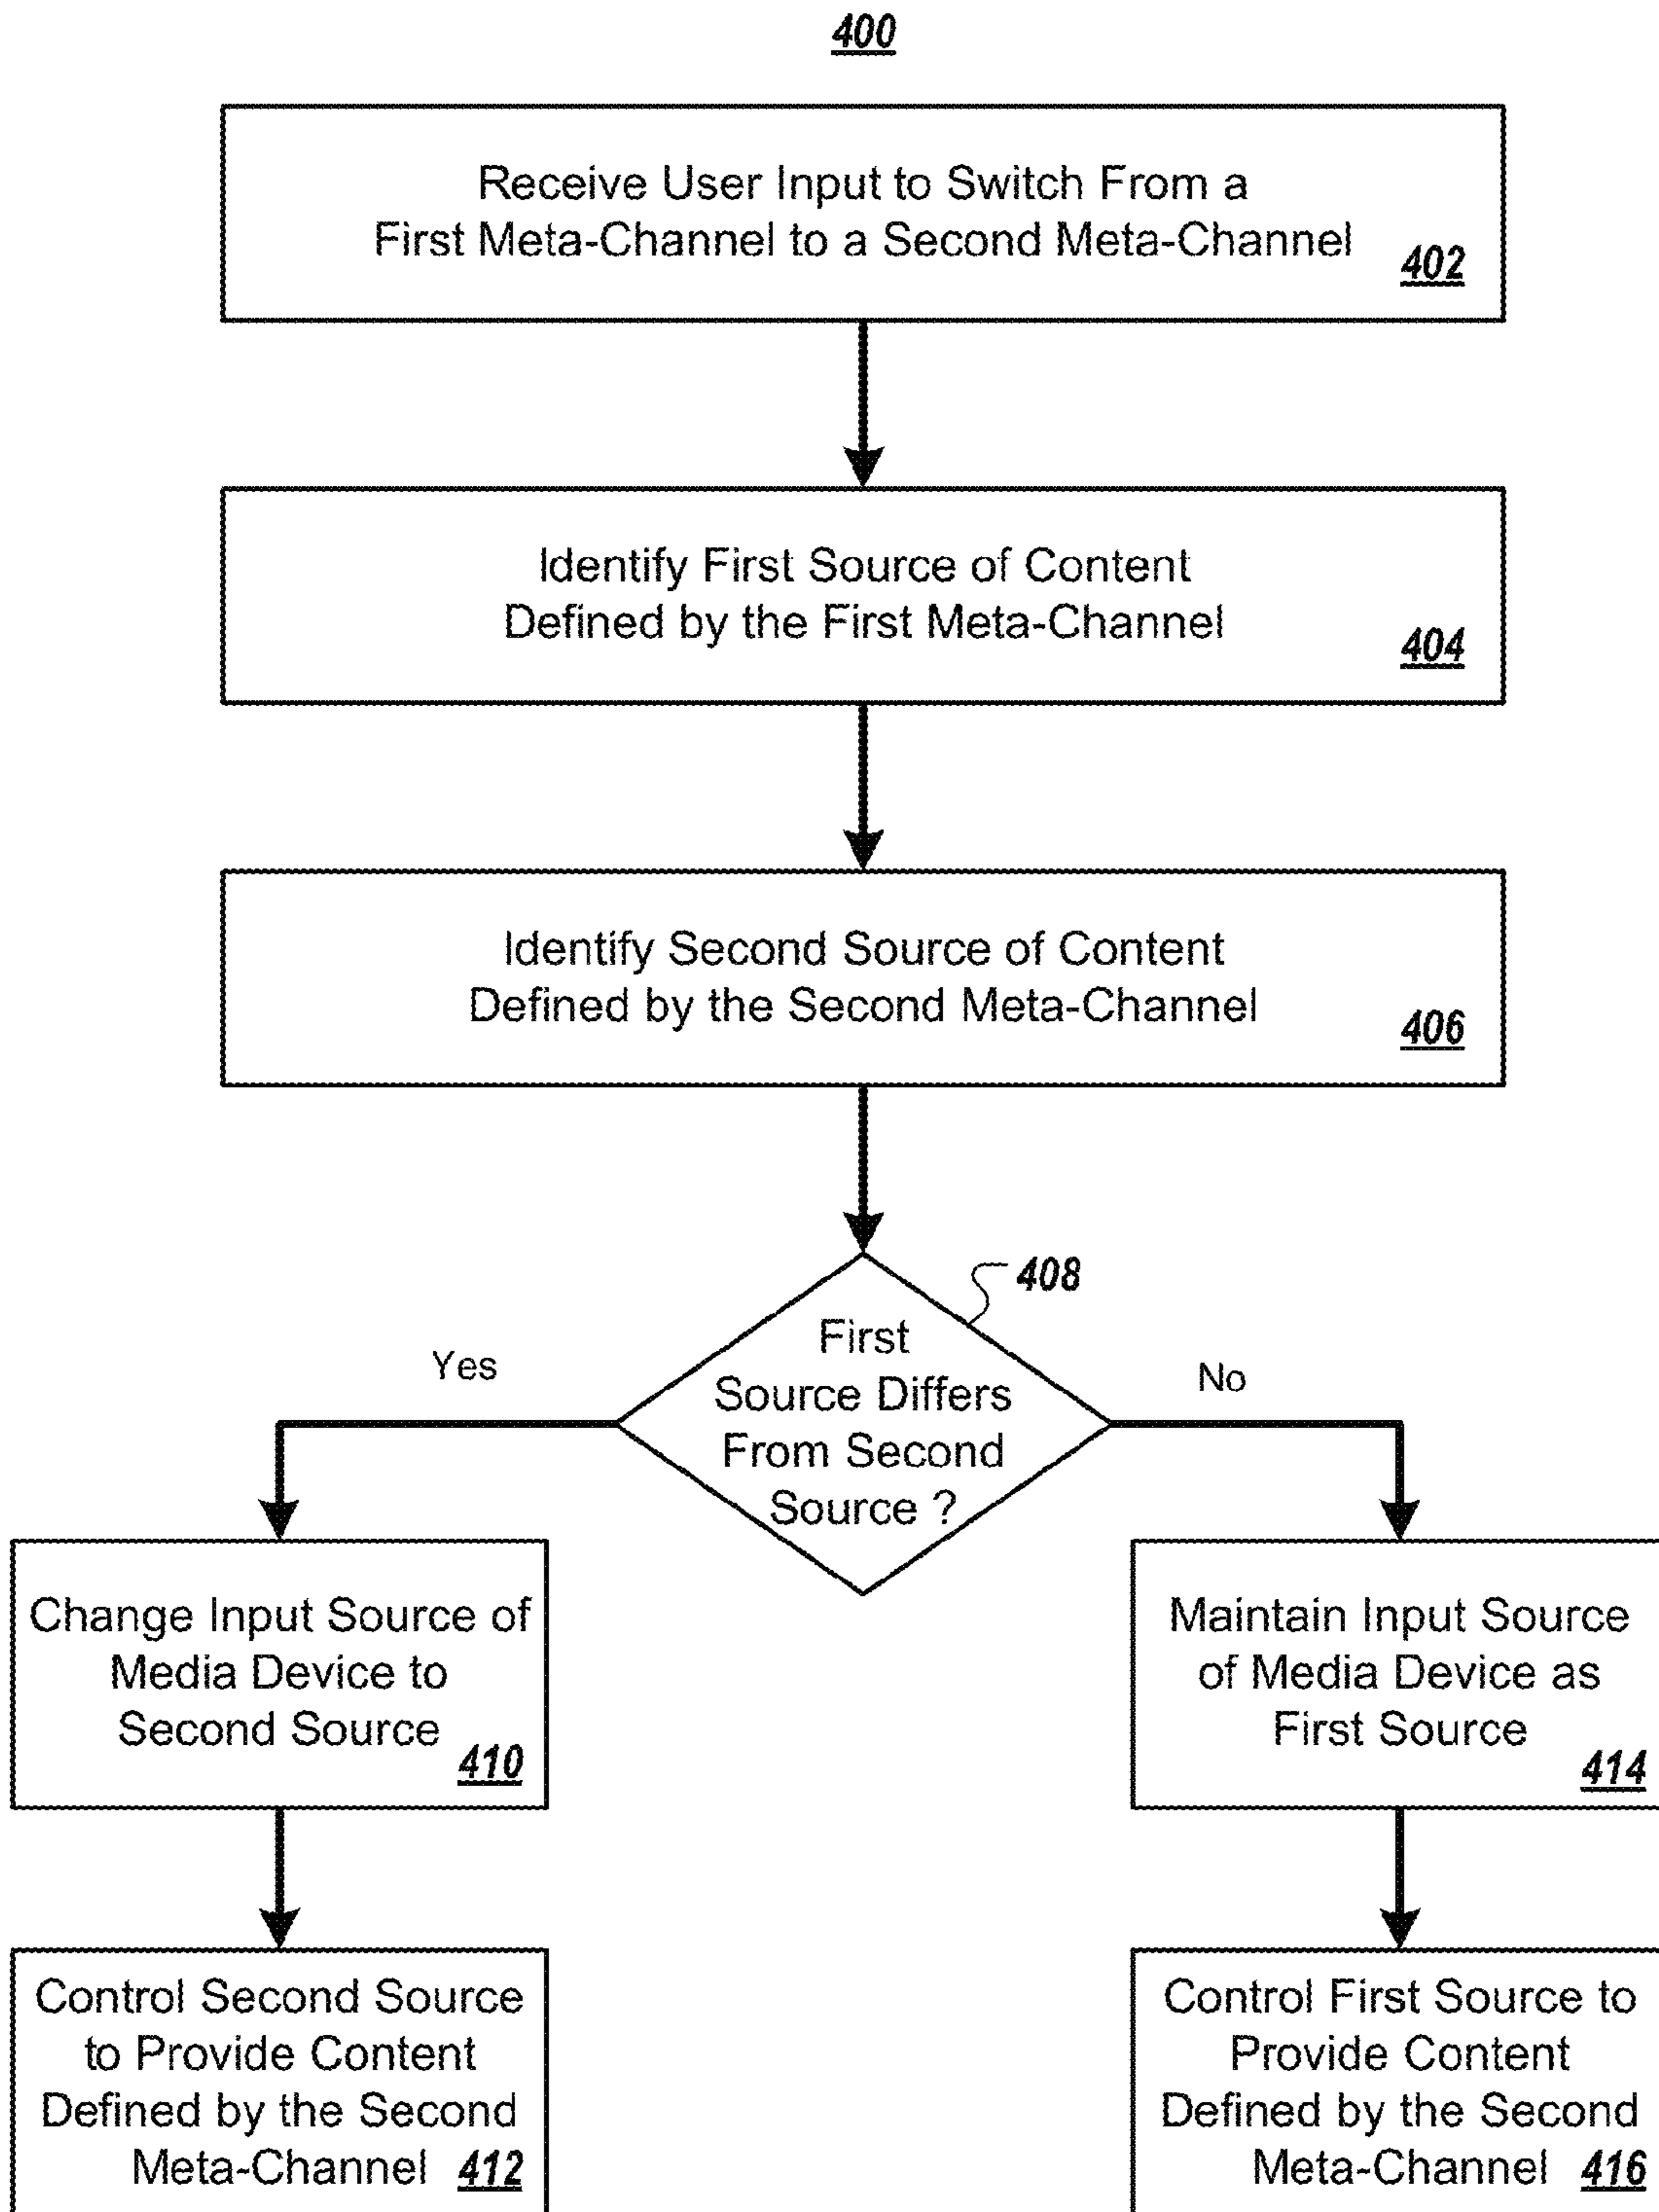 400
Receive User Input to Switch From a
First Meta-Channel to a Second Meta-Channel
402
Identify First Source of Content
Defined by the First Meta-Channel
404
Identify Second Source of Content
Defined by the Second Meta-Channel
406
408
First
Source Differs
From Second
Source ?
Yes
No
Change Input Source of
Media Device to
Second Source
410
Maintain Input Source
of Media Device as
First Source
414
Control Second Source
to Provide Content
Defined by the Second
Meta-Channel 412
Control First Source to
Provide Content
Defined by the Second
Meta-Channel 416